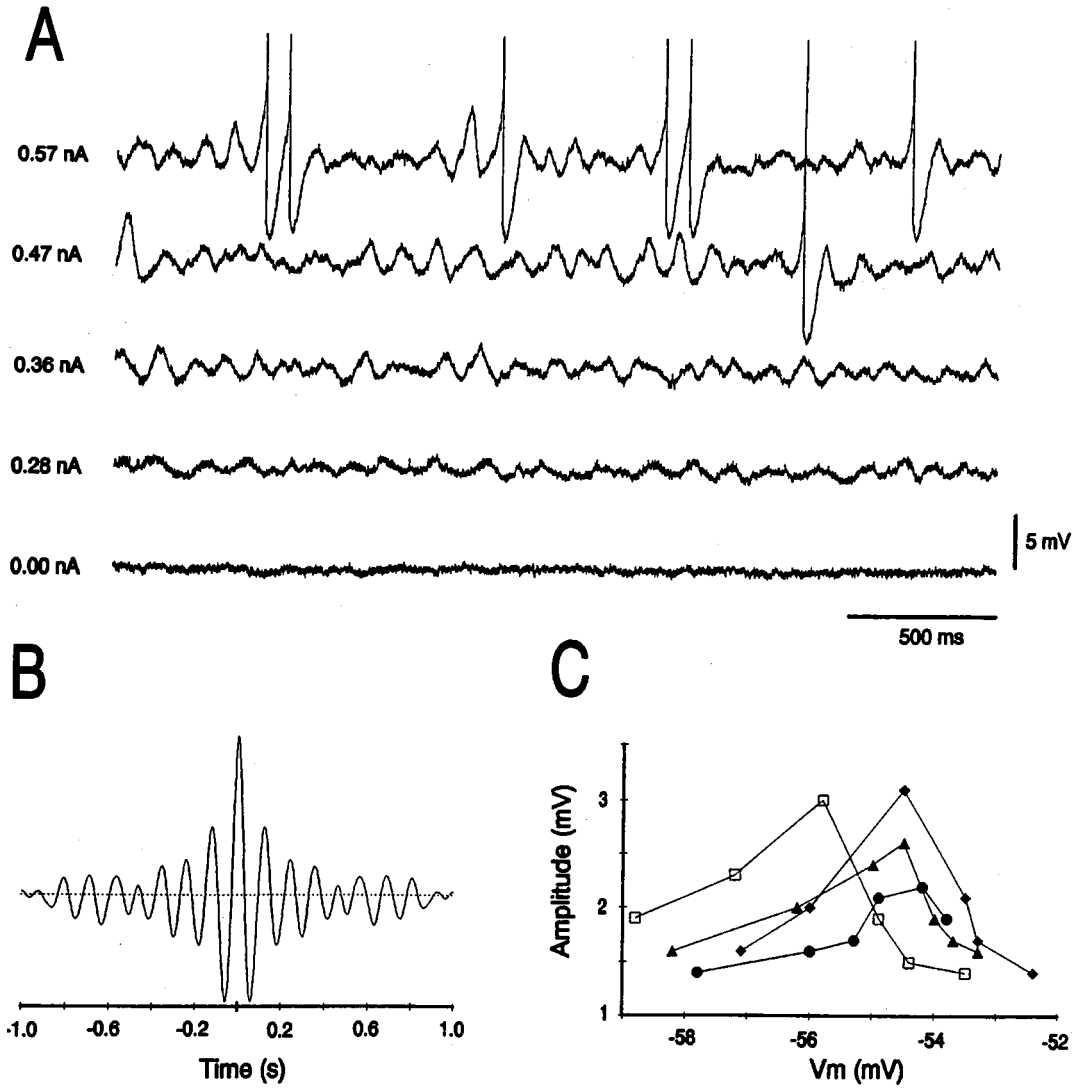 A
0.57 nA
0.47 nA
0.36 nA
0.28 nA
0.00 nA
5 mV
500 ms
B
-1.0 -0.6 -0.2 0.2 0.6 1.0
Time (s)
C
Amplitude (mV)
3
2
1
-58 -56 -54 -52
Vm (mV)